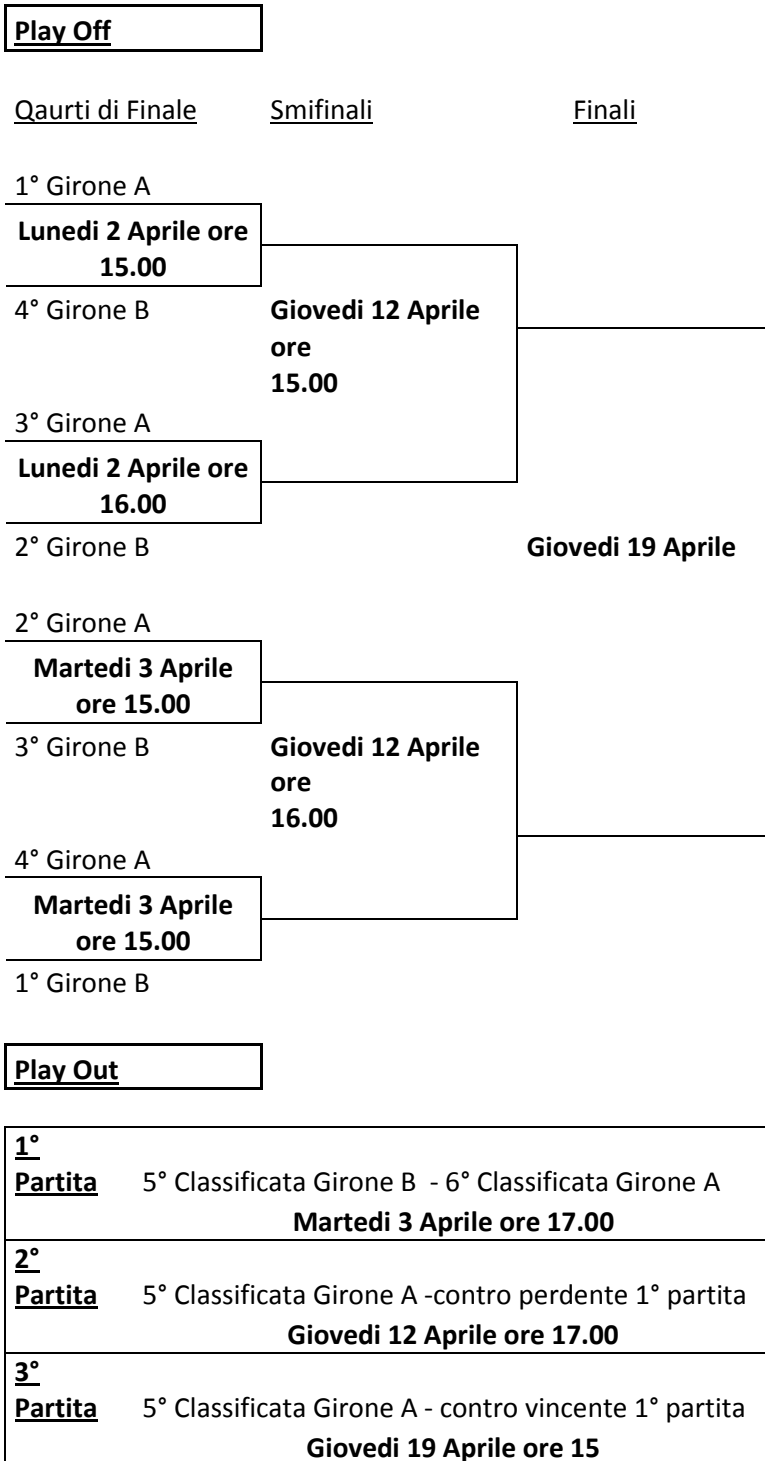 Play Off
Qaurti di Finale Smifinali Finali
1° Girone A
Lunedi 2 Aprile ore
15.00
4° Girone B
Giovedi 12 Aprile
ore
15.00
3° Girone A
Lunedi 2 Aprile ore
16.00
2° Girone B
Giovedi 19 Aprile
2° Girone A
Martedi 3 Aprile
ore 15.00
3° Girone B
Giovedi 12 Aprile
ore
16.00
4° Girone A
Martedi 3 Aprile
ore 15.00
1° Girone B
Play Out
1°
Partita 5° Classificata Girone B - 6° Classificata Girone A
Martedi 3 Aprile ore 17.00
2°
Partita 5° Classificata Girone A -contro perdente 1° partita
Giovedi 12 Aprile ore 17.00
3°
Partita 5° Classificata Girone A - contro vincente 1° partita
Giovedi 19 Aprile ore 15